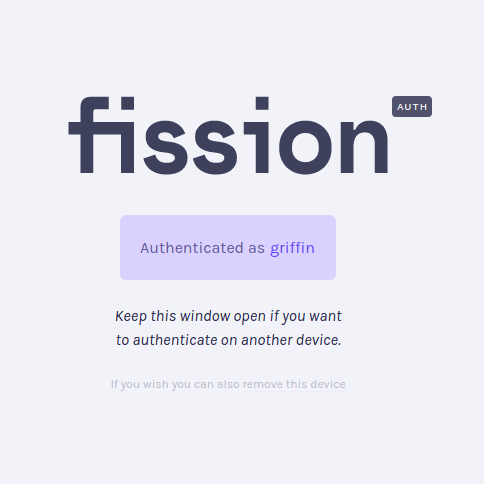 fission AUTH
Authenticated as griffin
Keep this window open if you want
to authenticate on another device.
If you wish you can also remove this device